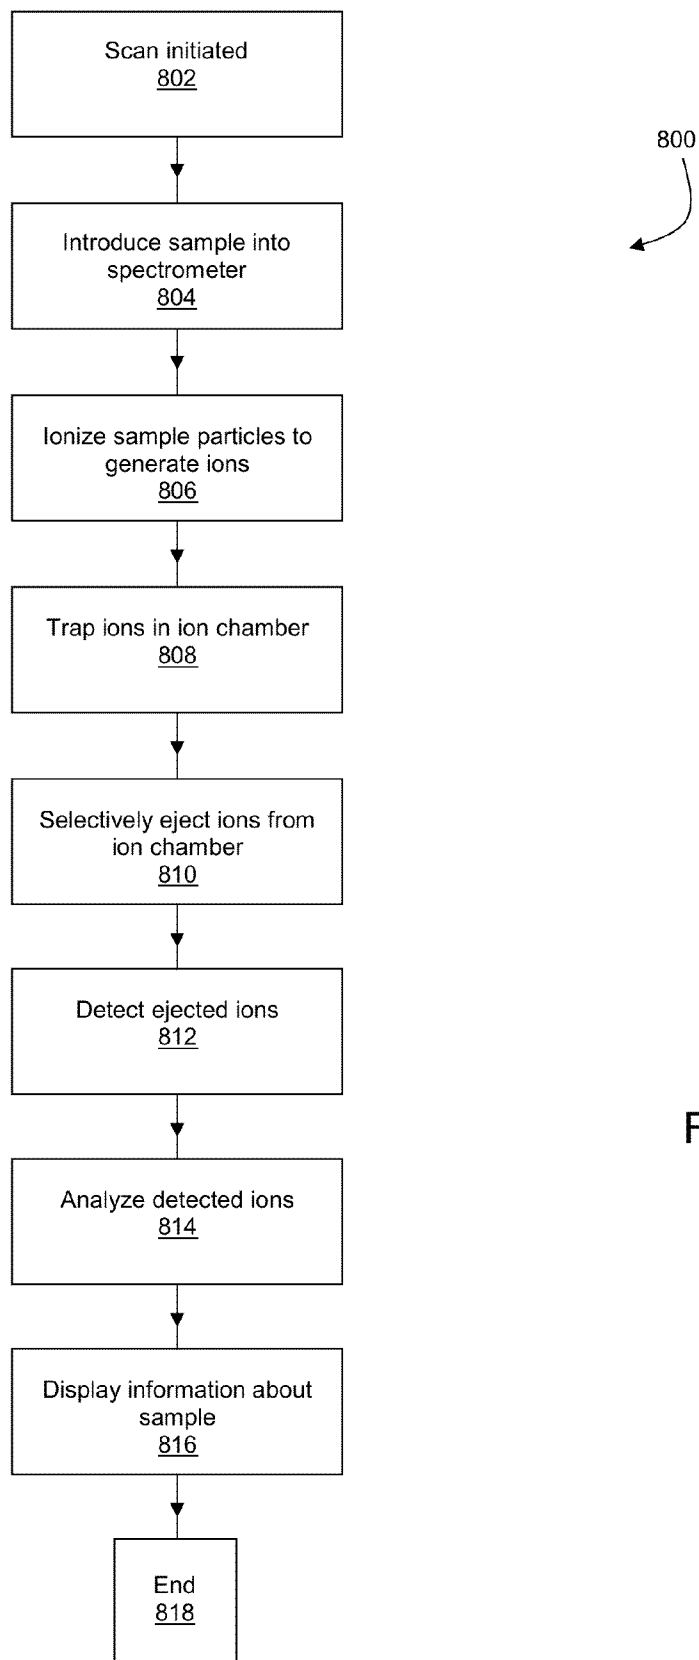 Scan initiated
802
800
Introduce sample into
spectrometer
804
Ionize sample particles to
generate ions
806
Trap ions in ion chamber
808
Selectively eject ions from
ion chamber
810
Detect ejected ions
812
F
Analyze detected ions
814
Display information about
sample
816
End
818